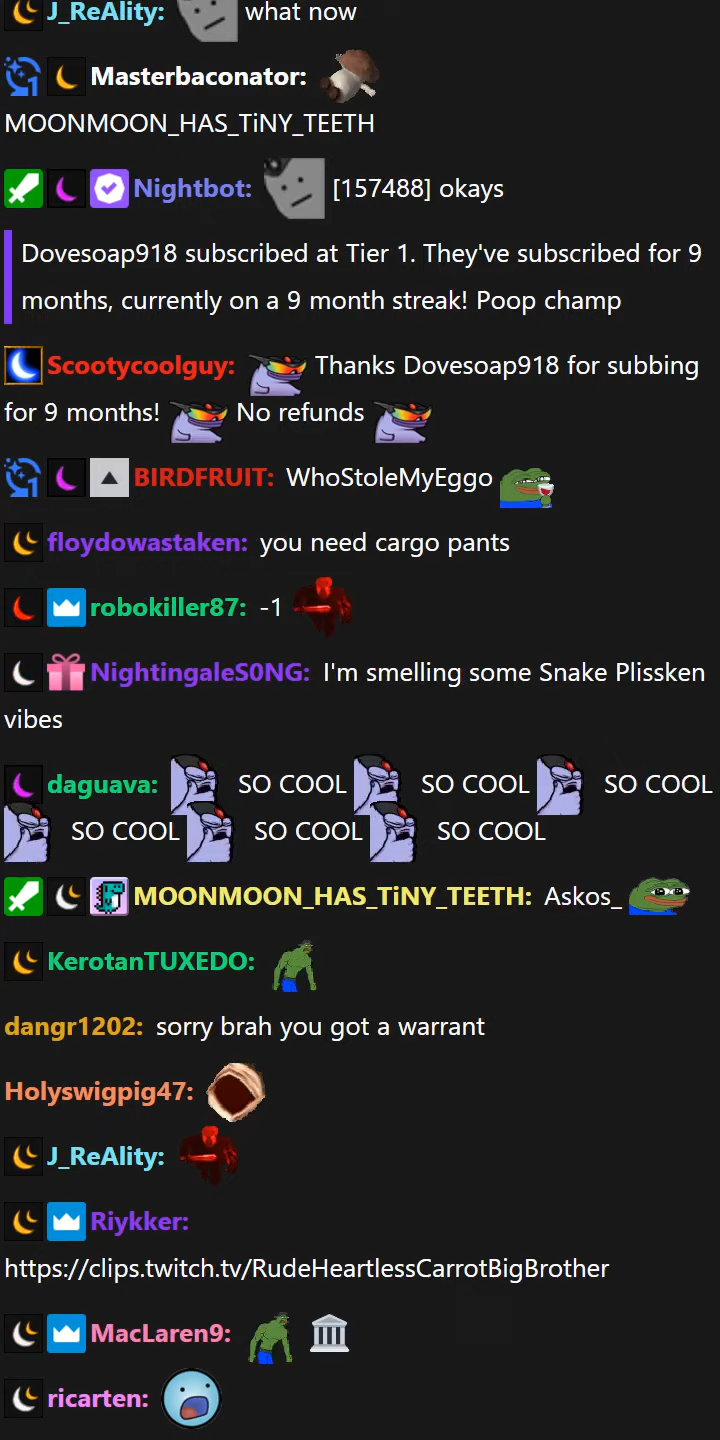 J_ReAlity: what now
Masterbaconator:
MOONMOON_HAS_TiNY_TEETH
Nightbot: [157488] okays
Dovesoap918 subscribed at Tier 1. They've subscribed for 9
months, currently on a 9 month streak! Poop champ
Scootycoolguy: Thanks Dovesoap918 for subbing
for 9 months! No refunds
1 BIRDFRUIT: WhoStoleMyEggo
floydowastaken: you need cargo pants
robokiller87: -1
NightingaleS0NG: I'm smelling some Snake Plissken
vibes
daguava: SO COOL SO COOL SO COOL
SO COOL SO COOL SO COOL
MOONMOON_HAS_TiNY_TEETH: Askos_
KerotanTUXEDO:
dangr1202: sorry brah you got a warrant
Holyswigpig47:
J_ReAlity:
Riykker:
https://clips.twitch.tv/RudeHeartlessCarrotBigBrother
MacLaren9:
ricarten: